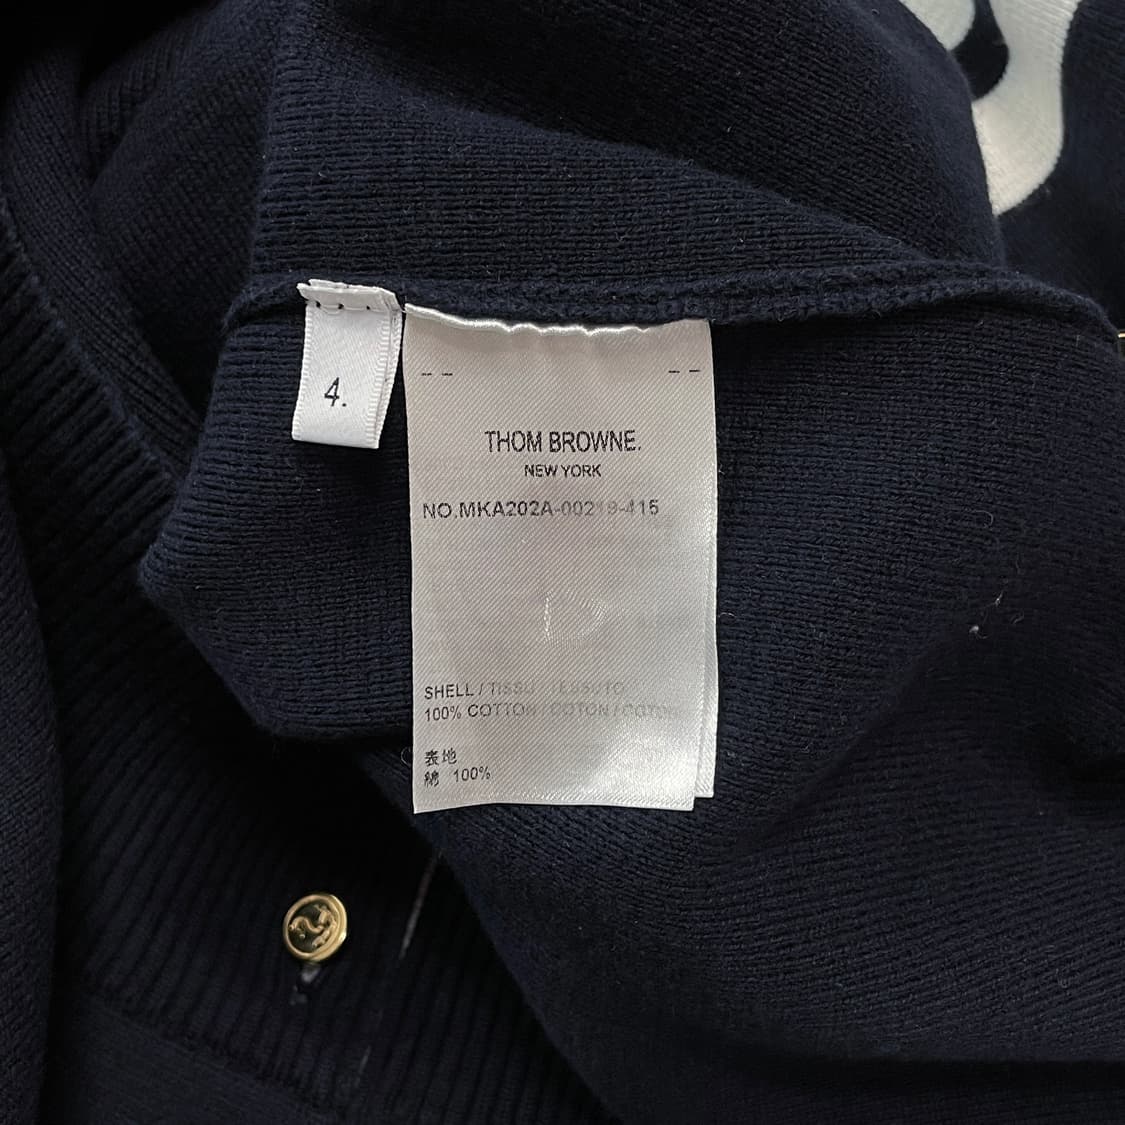 4.
THOM BROWNE.
NEW YORK
NO.MKA202A-00219-415
SHELL / TISSU / TESSUTO
100% COTTON / COTON / COTONE
表地
綿 100%